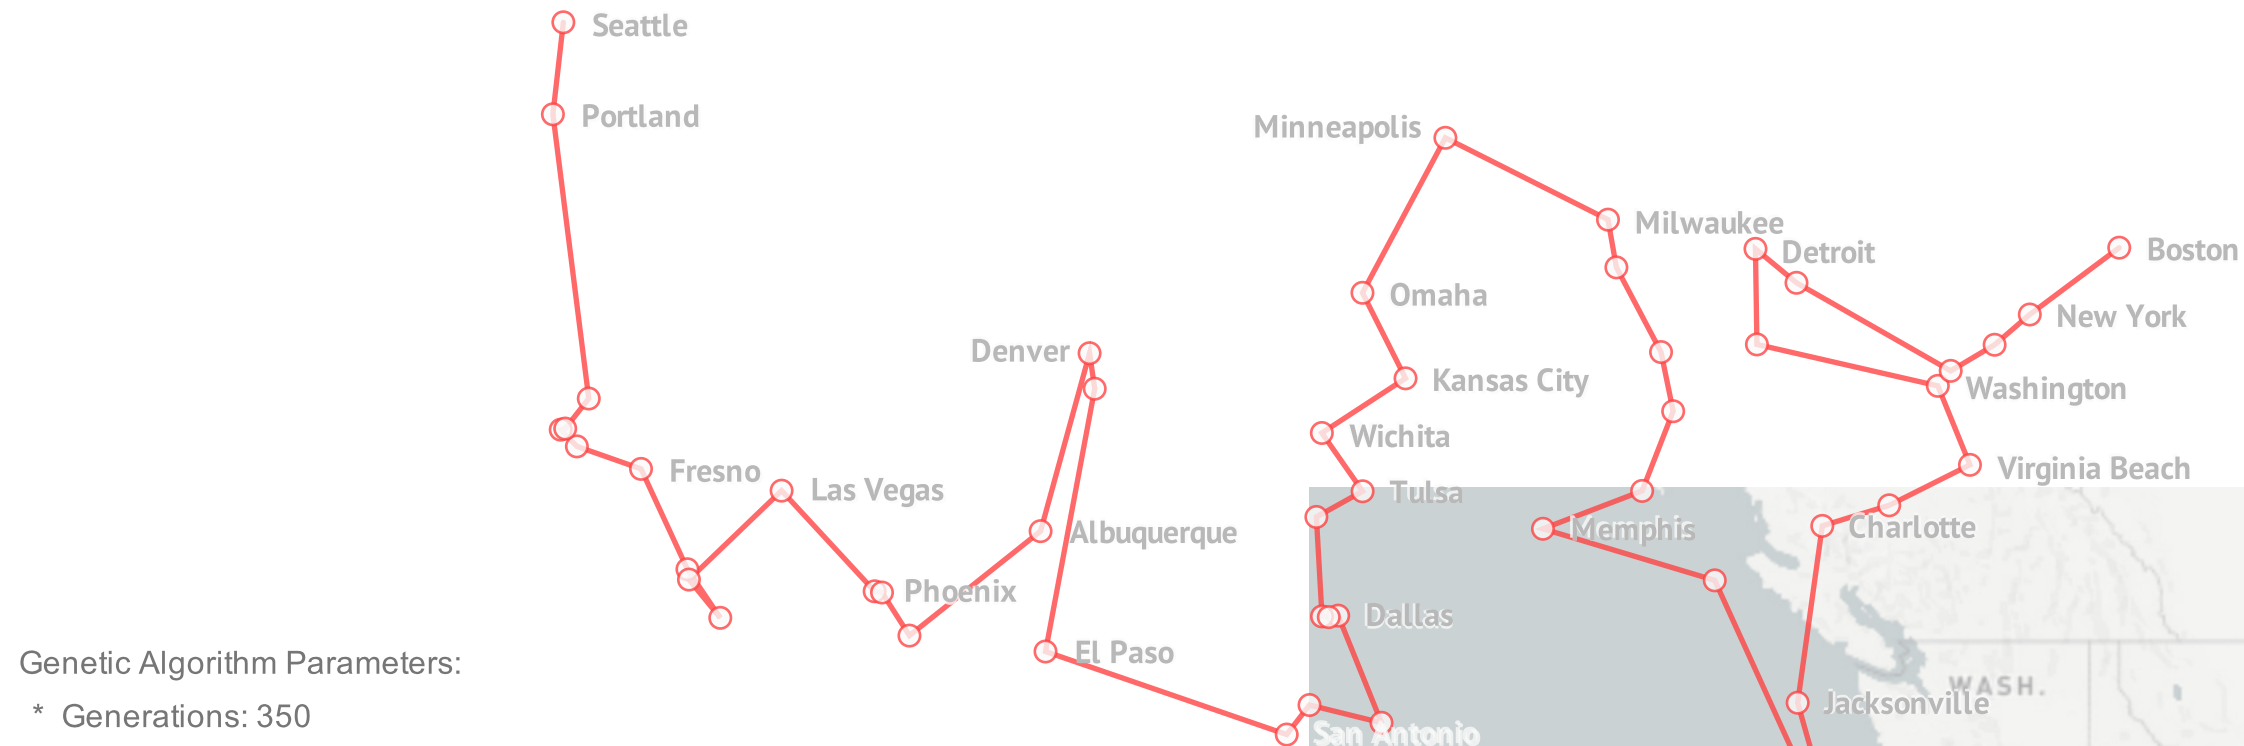 Seattle
Portland
Minneapolis
Milwaukee
Detroit
Boston
Omaha
New York
Denver
Kansas City
Washington
Wichita
Fresno
Las Vegas
Virginia Beach
Tulsa
Albuquerque
Memphis
Charlotte
Phoenix
Dallas
El Paso
Genetic Algorithm Parameters:
WASH.
Jacksonville
* Generations: 350
San Antonio